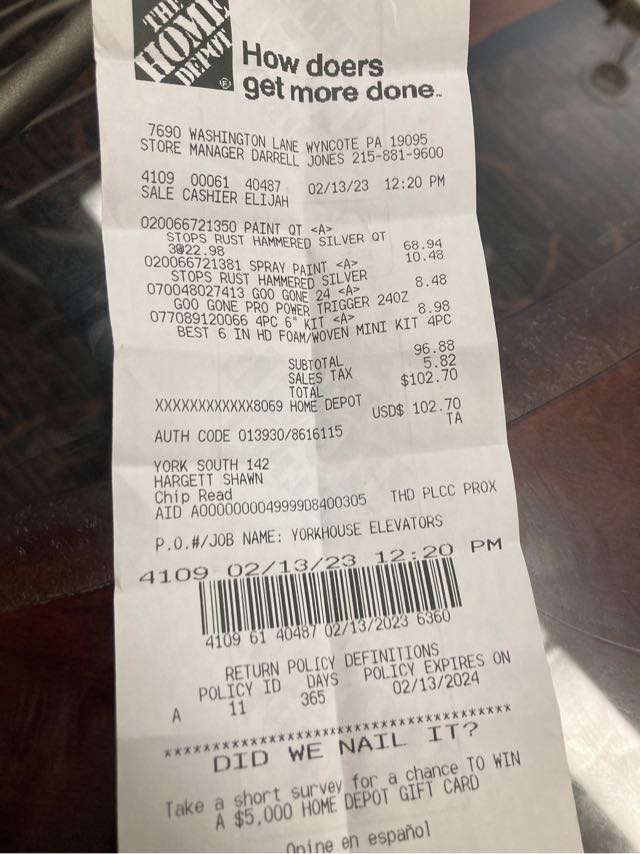 THE
HOME
DEPOT
®
How doers
get more done™
7690 WASHINGTON LANE WYNCOTE PA 19095
STORE MANAGER DARRELL JONES 215-881-9600
4109 00061 40487 02/13/23 12:20 PM
SALE CASHIER ELIJAH
020066721350 PAINT QT <A>
STOPS RUST HAMMERED SILVER QT
3@22.98 68.94
020066721381 SPRAY PAINT <A> 10.48
STOPS RUST HAMMERED SILVER
070048027413 GOO GONE 24 <A> 8.48
GOO GONE PRO POWER TRIGGER 24OZ
077089120066 4PC 6" KIT <A> 8.98
BEST 6 IN HD FOAM/WOVEN MINI KIT 4PC
SUBTOTAL 96.88
SALES TAX 5.82
TOTAL $102.70
XXXXXXXXXXXX8069 HOME DEPOT
USD$ 102.70
AUTH CODE 013930/8616115 TA
YORK SOUTH 142
HARGETT SHAWN
Chip Read
AID A0000000049999D8400305 THD PLCC PROX
P.O.#/JOB NAME: YORKHOUSE ELEVATORS
4109 02/13/23 12:20 PM
4109 61 40487 02/13/2023 6360
RETURN POLICY DEFINITIONS
POLICY ID DAYS POLICY EXPIRES ON
A 11 365 02/13/2024
****************************************
DID WE NAIL IT?
Take a short survey for a chance TO WIN
A $5,000 HOME DEPOT GIFT CARD
Opine en español